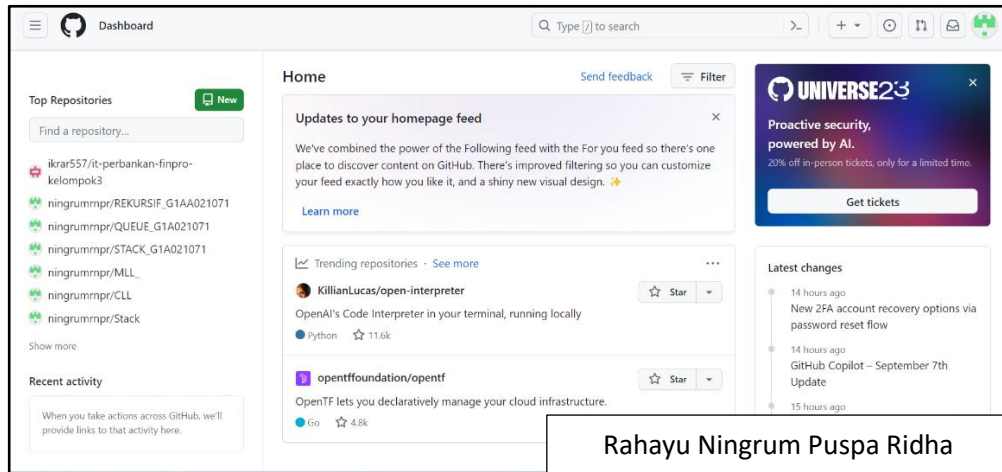 Dashboard
Type / to search
Top Repositories
New
Find a repository...
ikrar557/it-perbankan-finpro-
kelompok3
ningrumrnpr/REKURSIF_G1AA021071
ningrumrnpr/QUEUE_G1A021071
ningrumrnpr/STACK_G1A021071
ningrumrnpr/MLL_
ningrumrnpr/CLL
ningrumrnpr/Stack
Show more
Recent activity
When you take actions across GitHub, we'll
provide links to that activity here.
Home
Send feedback
Filter
Updates to your homepage feed
We've combined the power of the Following feed with the For you feed so there's one
place to discover content on GitHub. There's improved filtering so you can customize
your feed exactly how you like it, and a shiny new visual design. ✨
Learn more
Trending repositories · See more
KillianLucas/open-interpreter
Star
OpenAI's Code Interpreter in your terminal, running locally
Python 11.6k
opentffoundation/opentf
Star
OpenTF lets you declaratively manage your cloud infrastructure.
Go 4.8k
UNIVERSE23
Proactive security,
powered by AI.
20% off in-person tickets, only for a limited time.
Get tickets
Latest changes
14 hours ago
New 2FA account recovery options via
password reset flow
14 hours ago
GitHub Copilot – September 7th
Update
15 hours ago
Rahayu Ningrum Puspa Ridha